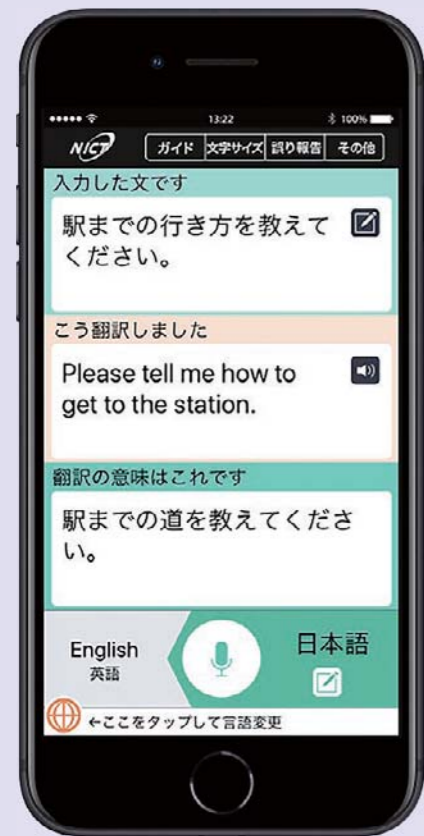 13:22
100%
NICT
ガイド 文字サイズ 誤り報告 その他
入力した文です
駅までの行き方を教えて
ください。
こう翻訳しました
Please tell me how to
get to the station.
翻訳の意味はこれです
駅までの道を教えてくださ
い。
English
英語
日本語
←ここをタップして言語変更